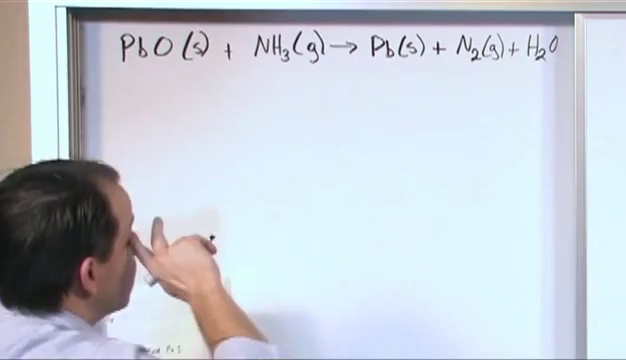 PbO(s) + NH₃(g) → Pb(s) + N₂(g) + H₂O